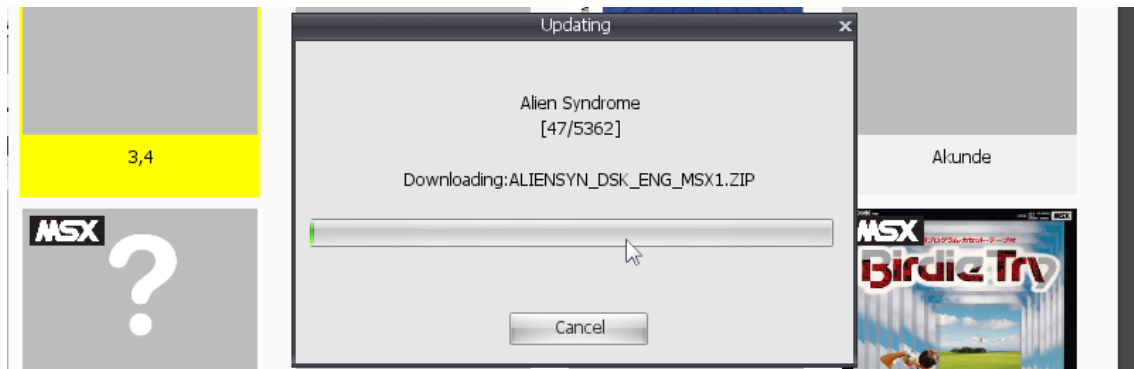 Updating
Alien Syndrome
[47/5362]
Downloading:ALIENSYN_DSK_ENG_MSX1.ZIP
Cancel
3,4
Akunde
MSX
MSX
Birdie Try